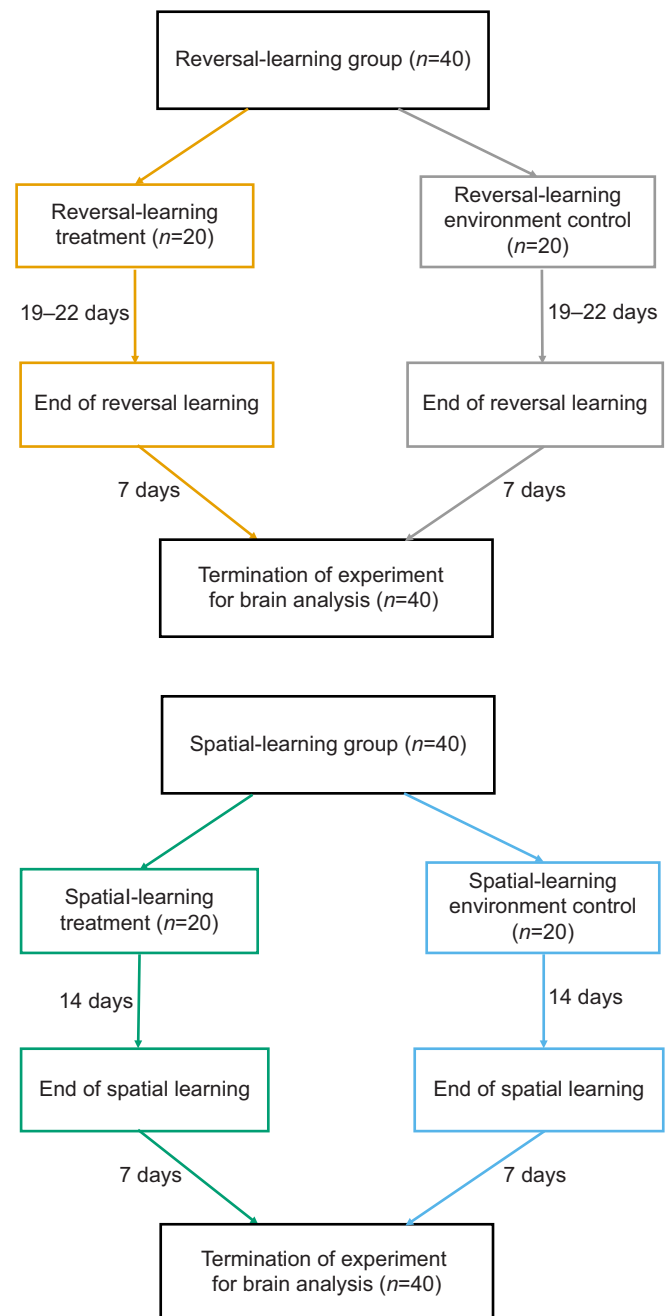 Reversal-learning group (n=40)
Reversal-learning
treatment (n=20)
Reversal-learning
environment control
(n=20)
19–22 days
19–22 days
End of reversal learning
End of reversal learning
7 days
7 days
Termination of experiment
for brain analysis (n=40)
Spatial-learning group (n=40)
Spatial-learning
treatment (n=20)
Spatial-learning
environment control
(n=20)
14 days
14 days
End of spatial learning
End of spatial learning
7 days
7 days
Termination of experiment
for brain analysis (n=40)